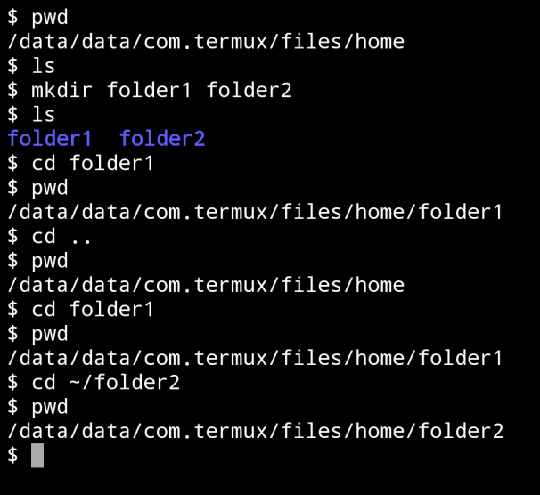 $ pwd
/data/data/com.termux/files/home
$ ls
$ mkdir folder1 folder2
$ ls
folder1  folder2
$ cd folder1
$ pwd
/data/data/com.termux/files/home/folder1
$ cd ..
$ pwd
/data/data/com.termux/files/home
$ cd folder1
$ pwd
/data/data/com.termux/files/home/folder1
$ cd ~/folder2
$ pwd
/data/data/com.termux/files/home/folder2
$